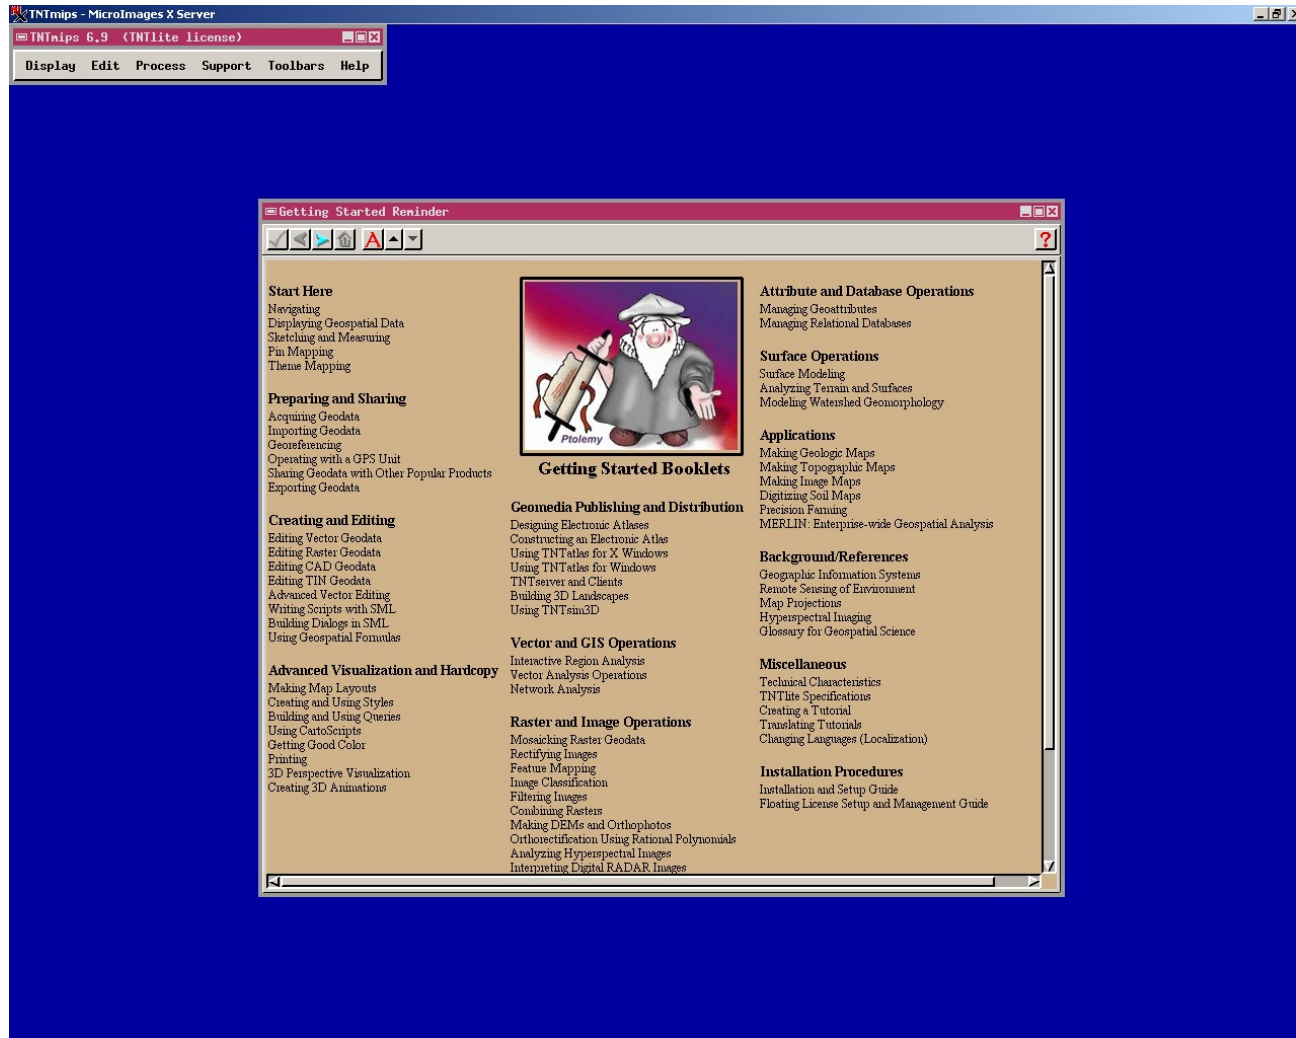 TNTmips - MicroImages X Server
TNTmips 6.9 (TNTlite license)
Display Edit Process Support Toolbars Help
Getting Started Reminder
A
?
Start Here
Navigating
Displaying Geospatial Data
Sketching and Measuring
Pin Mapping
Theme Mapping
Preparing and Sharing
Acquiring Geodata
Importing Geodata
Georeferencing
Operating with a GPS Unit
Sharing Geodata with Other Popular Products
Exporting Geodata
Creating and Editing
Editing Vector Geodata
Editing Raster Geodata
Editing CAD Geodata
Editing TIN Geodata
Advanced Vector Editing
Writing Scripts with SML
Building Dialogs in SML
Using Geospatial Formulas
Advanced Visualization and Hardcopy
Making Map Layouts
Creating and Using Styles
Building and Using Queries
Using CartoScripts
Getting Good Color
Printing
3D Perspective Visualization
Creating 3D Animations
Ptolemy
Getting Started Booklets
Geomedia Publishing and Distribution
Designing Electronic Atlases
Constructing an Electronic Atlas
Using TNTatlas for X Windows
Using TNTatlas for Windows
TNTserver and Clients
Building 3D Landscapes
Using TNTsim3D
Vector and GIS Operations
Interactive Region Analysis
Vector Analysis Operations
Network Analysis
Raster and Image Operations
Mosaicking Raster Geodata
Rectifying Images
Feature Mapping
Image Classification
Filtering Images
Combining Rasters
Making DEMs and Orthophotos
Orthorectification Using Rational Polynomials
Analyzing Hyperspectral Images
Interpreting Digital RADAR Images
Attribute and Database Operations
Managing Geoattributes
Managing Relational Databases
Surface Operations
Surface Modeling
Analyzing Terrain and Surfaces
Modeling Watershed Geomorphology
Applications
Making Geologic Maps
Making Topographic Maps
Making Image Maps
Digitizing Soil Maps
Precision Farming
MERLIN: Enterprise-wide Geospatial Analysis
Background/References
Geographic Information Systems
Remote Sensing of Environment
Map Projections
Hyperspectral Imaging
Glossary for Geospatial Science
Miscellaneous
Technical Characteristics
TNTlite Specifications
Creating a Tutorial
Translating Tutorials
Changing Languages (Localization)
Installation Procedures
Installation and Setup Guide
Floating License Setup and Management Guide